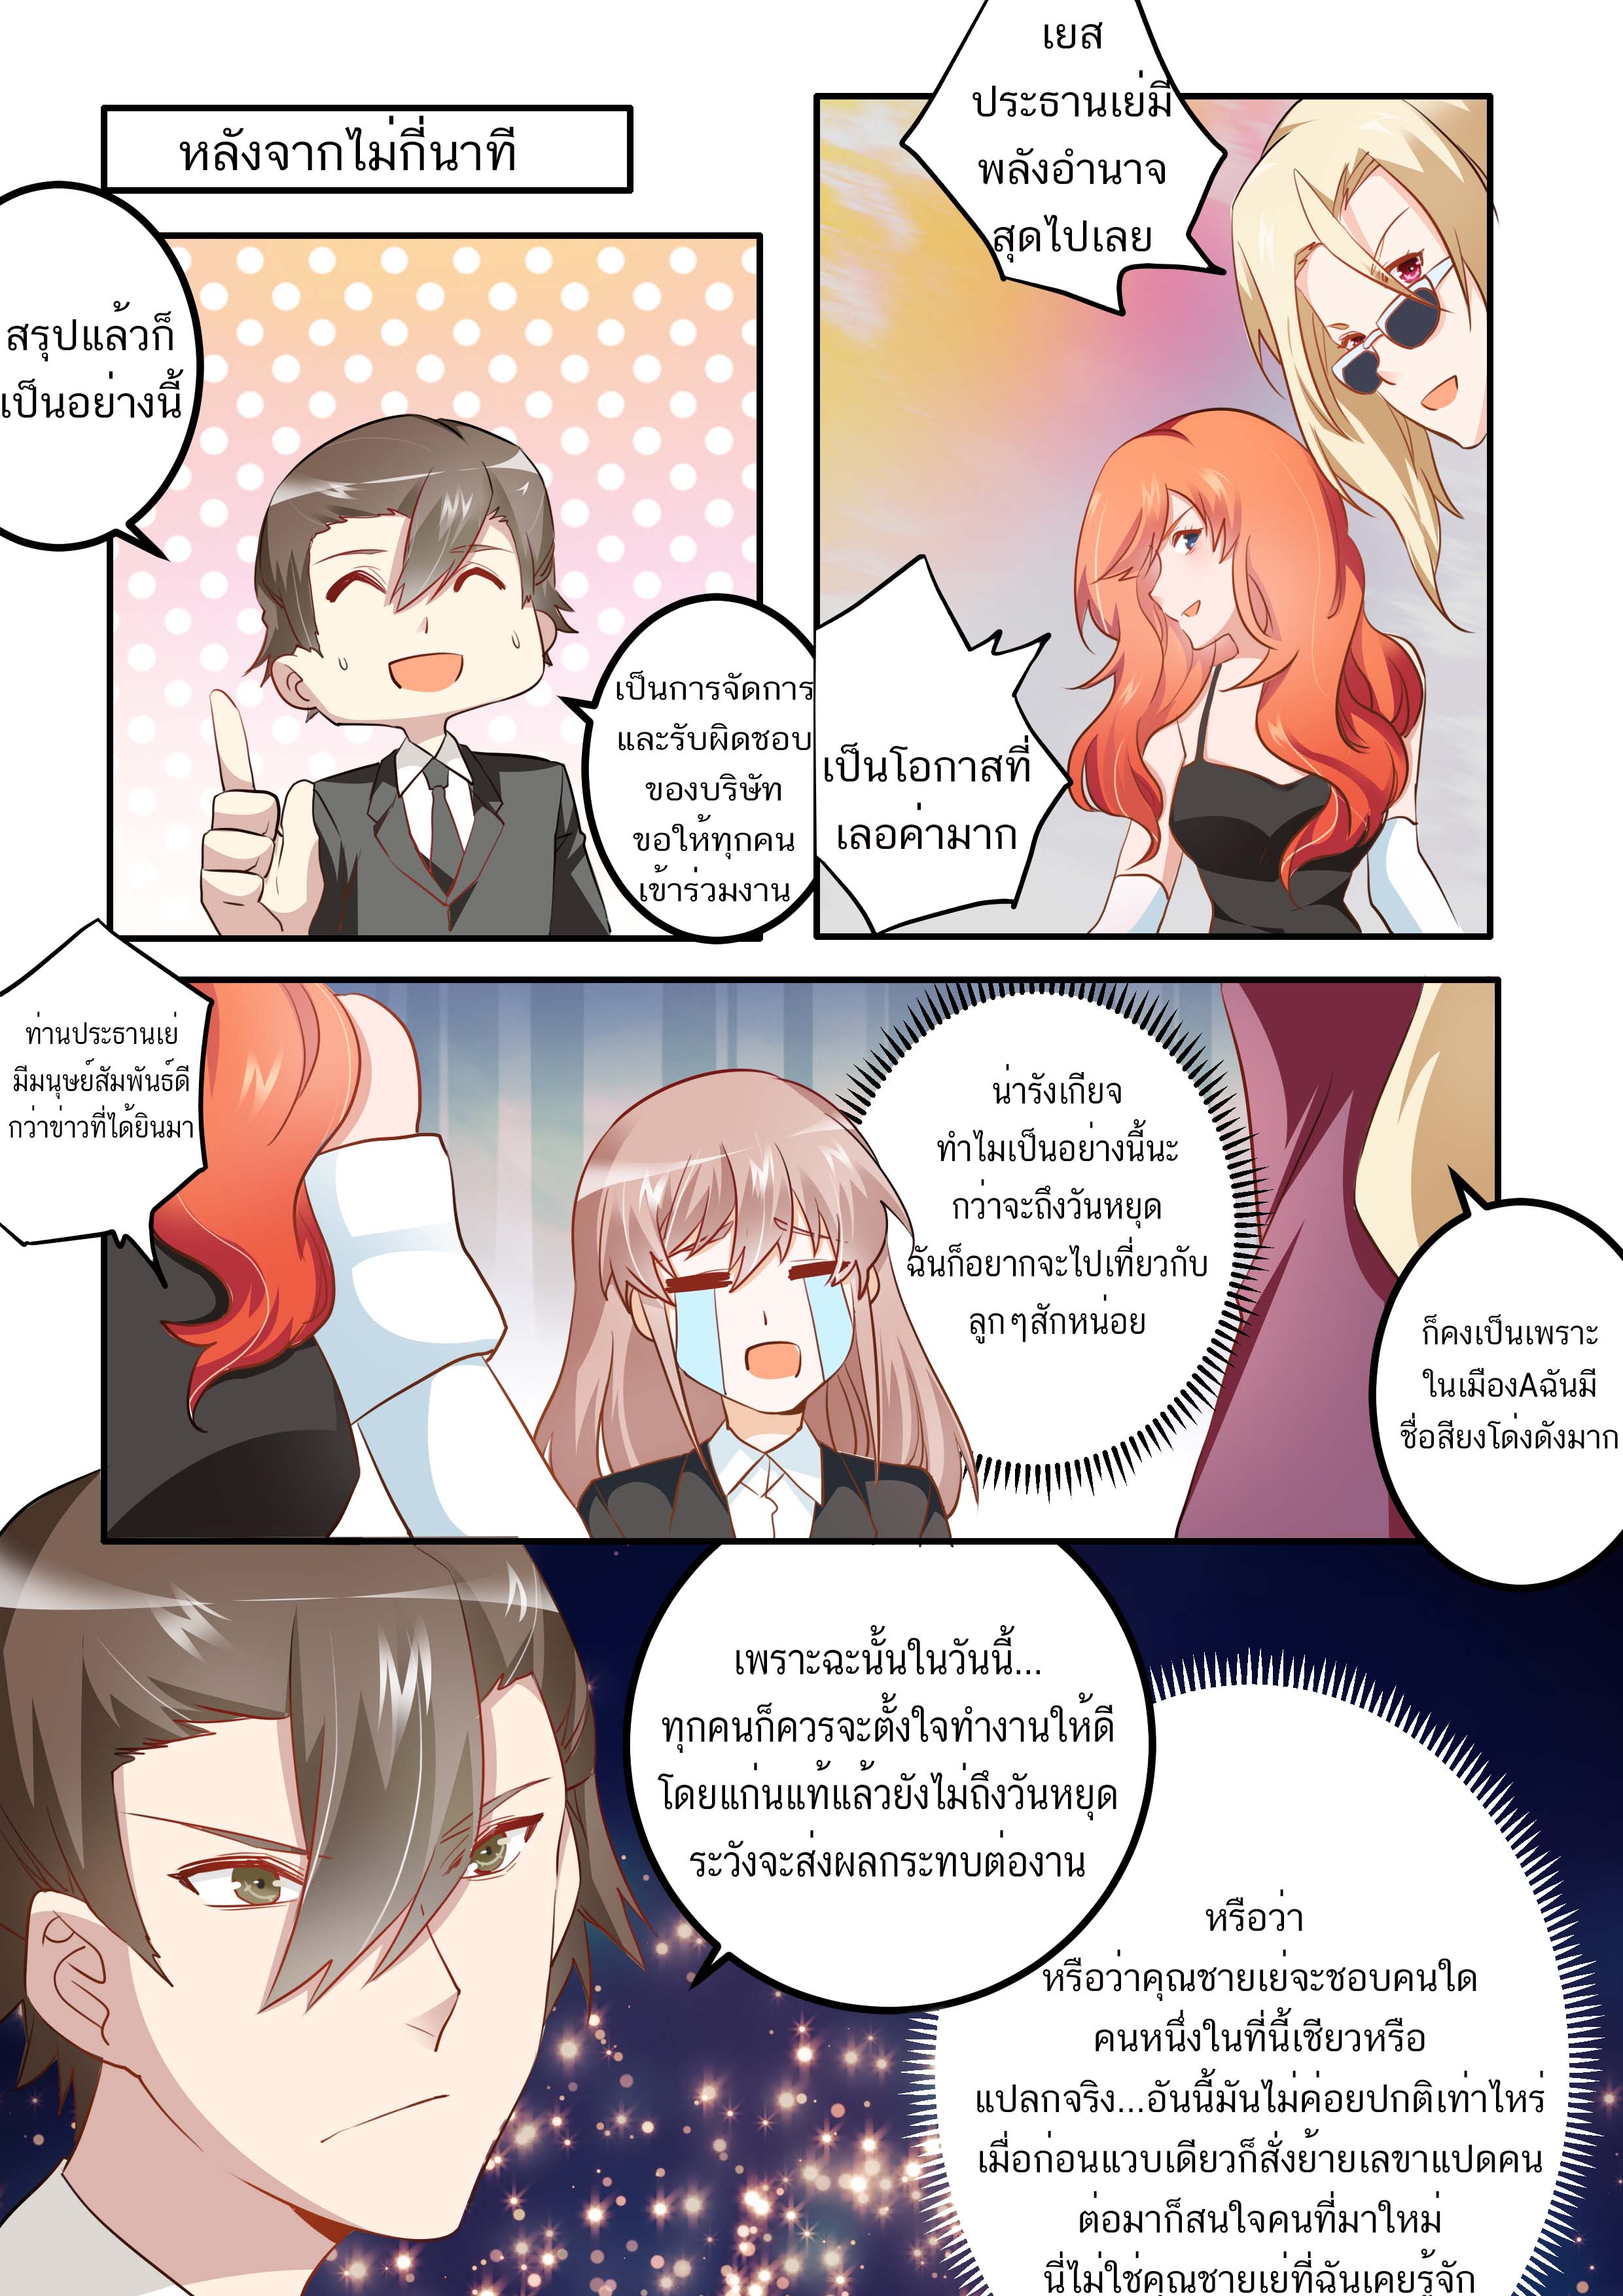 หลังจากไม่กี่นาที
สรุปแล้วก็
เป็นอย่างนี้
เป็นการจัดการ
และรับผิดชอบ
ของบริษัท
ขอให้ทุกคน
เข้าร่วมงาน
เยส
ประธานเย่มี
พลังอำนาจ
สุดไปเลย
เป็นโอกาสที่
เลอค่ามาก
ท่านประธานเย่
มีมนุษย์สัมพันธ์ดี
กว่าข่าวที่ได้ยินมา
น่ารังเกียจ
ทำไมเป็นอย่างนี้นะ
กว่าจะถึงวันหยุด
ฉันก็อยากจะไปเที่ยวกับ
ลูกๆสักหน่อย
ก็คงเป็นเพราะ
ในเมืองAฉันมี
ชื่อสียงโด่งดังมาก
เพราะฉะนั้นในวันนี้...
ทุกคนก็ควรจะตั้งใจทำงานให้ดี
โดยแก่นแท้แล้วยังไม่ถึงวันหยุด
ระวังจะส่งผลกระทบต่องาน
หรือว่า
หรือว่าคุณชายเย่จะชอบคนใด
คนหนึ่งในที่นี้เชียวหรือ
แปลกจริง...อันนี้มันไม่ค่อยปกติเท่าไหร่
เมื่อก่อนแวบเดียวก็สั่งย้ายเลขาแปดคน
ต่อมาก็สนใจคนที่มาใหม่
นี่ไม่ใช่คุณชายเย่ที่ฉันเคยรู้จัก